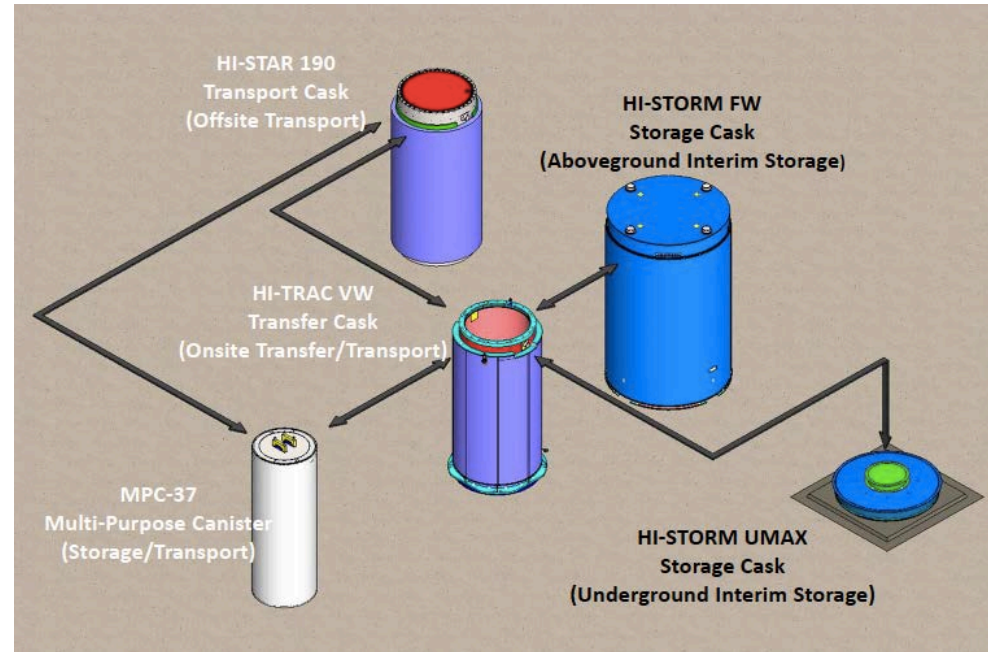 HI-STAR 190
Transport Cask
(Offsite Transport)
HI-STORM FW
Storage Cask
(Aboveground Interim Storage)
HI-TRAC VW
Transfer Cask
(Onsite Transfer/Transport)
MPC-37
Multi-Purpose Canister
(Storage/Transport)
HI-STORM UMAX
Storage Cask
(Underground Interim Storage)